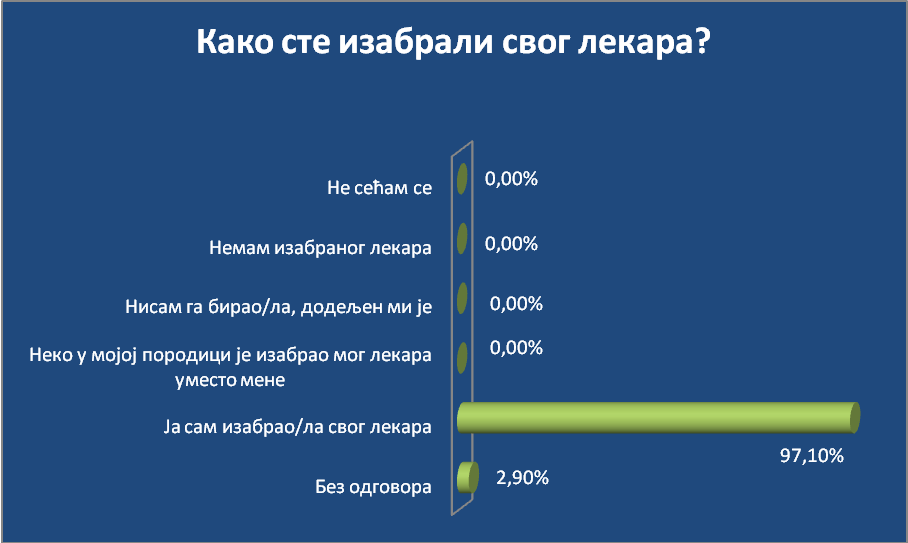 Како сте изабрали свог лекара?
Не сећам се
0,00%
Немам изабраног лекара
0,00%
Нисам га бирао/ла, додељен ми је
0,00%
Неко у мојој породици је изабрао мог лекара
уместо мене
0,00%
Ја сам изабрао/ла свог лекара
97,10%
Без одговора
2,90%